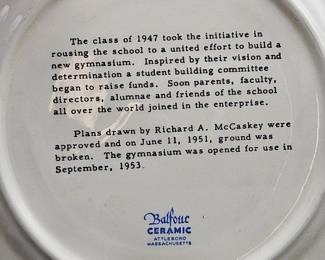 The class of 1947 took the initiative in
rousing the school to a united effort to build a
new gymnasium. Inspired by their vision and
determination a student building committee
began to raise funds. Soon parents, faculty,
directors, alumnae and friends of the school
all over the world joined in the enterprise.
Plans drawn by Richard A. McCaskey were
approved and on June 11, 1951, ground was
broken. The gymnasium was opened for use in
September, 1953.
Balfour
CERAMIC
ATTLEBORO
MASSACHUSETTS